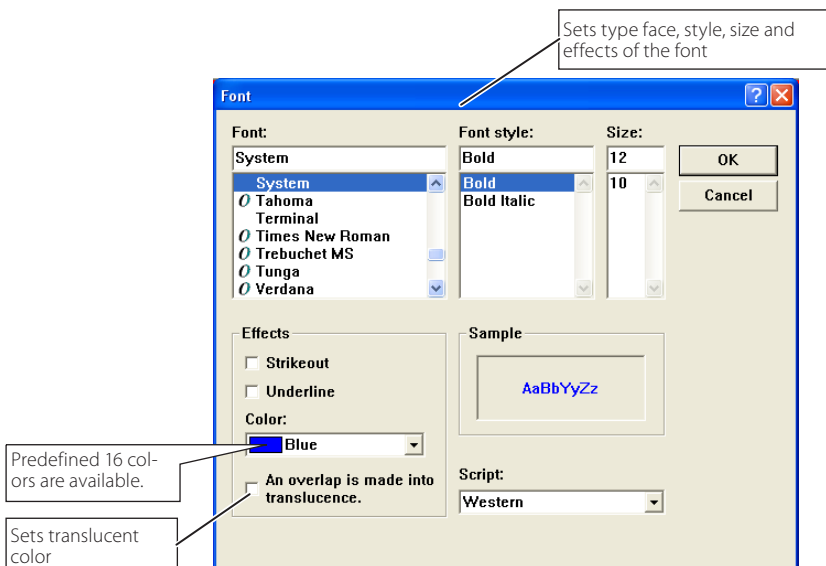 Sets type face, style, size and
effects of the font
Font
Font:
Font style:
Size:
System
Bold
12
OK
System
Bold
10
Cancel
O Tahoma
Bold Italic
Terminal
O Times New Roman
O Trebuchet MS
O Tunga
O Verdana
Effects
Sample
Strikeout
Underline
AaBbYyZz
Color:
Blue
Predefined 16 col-
ors are available.
An overlap is made into
translucence.
Script:
Western
Sets translucent
color